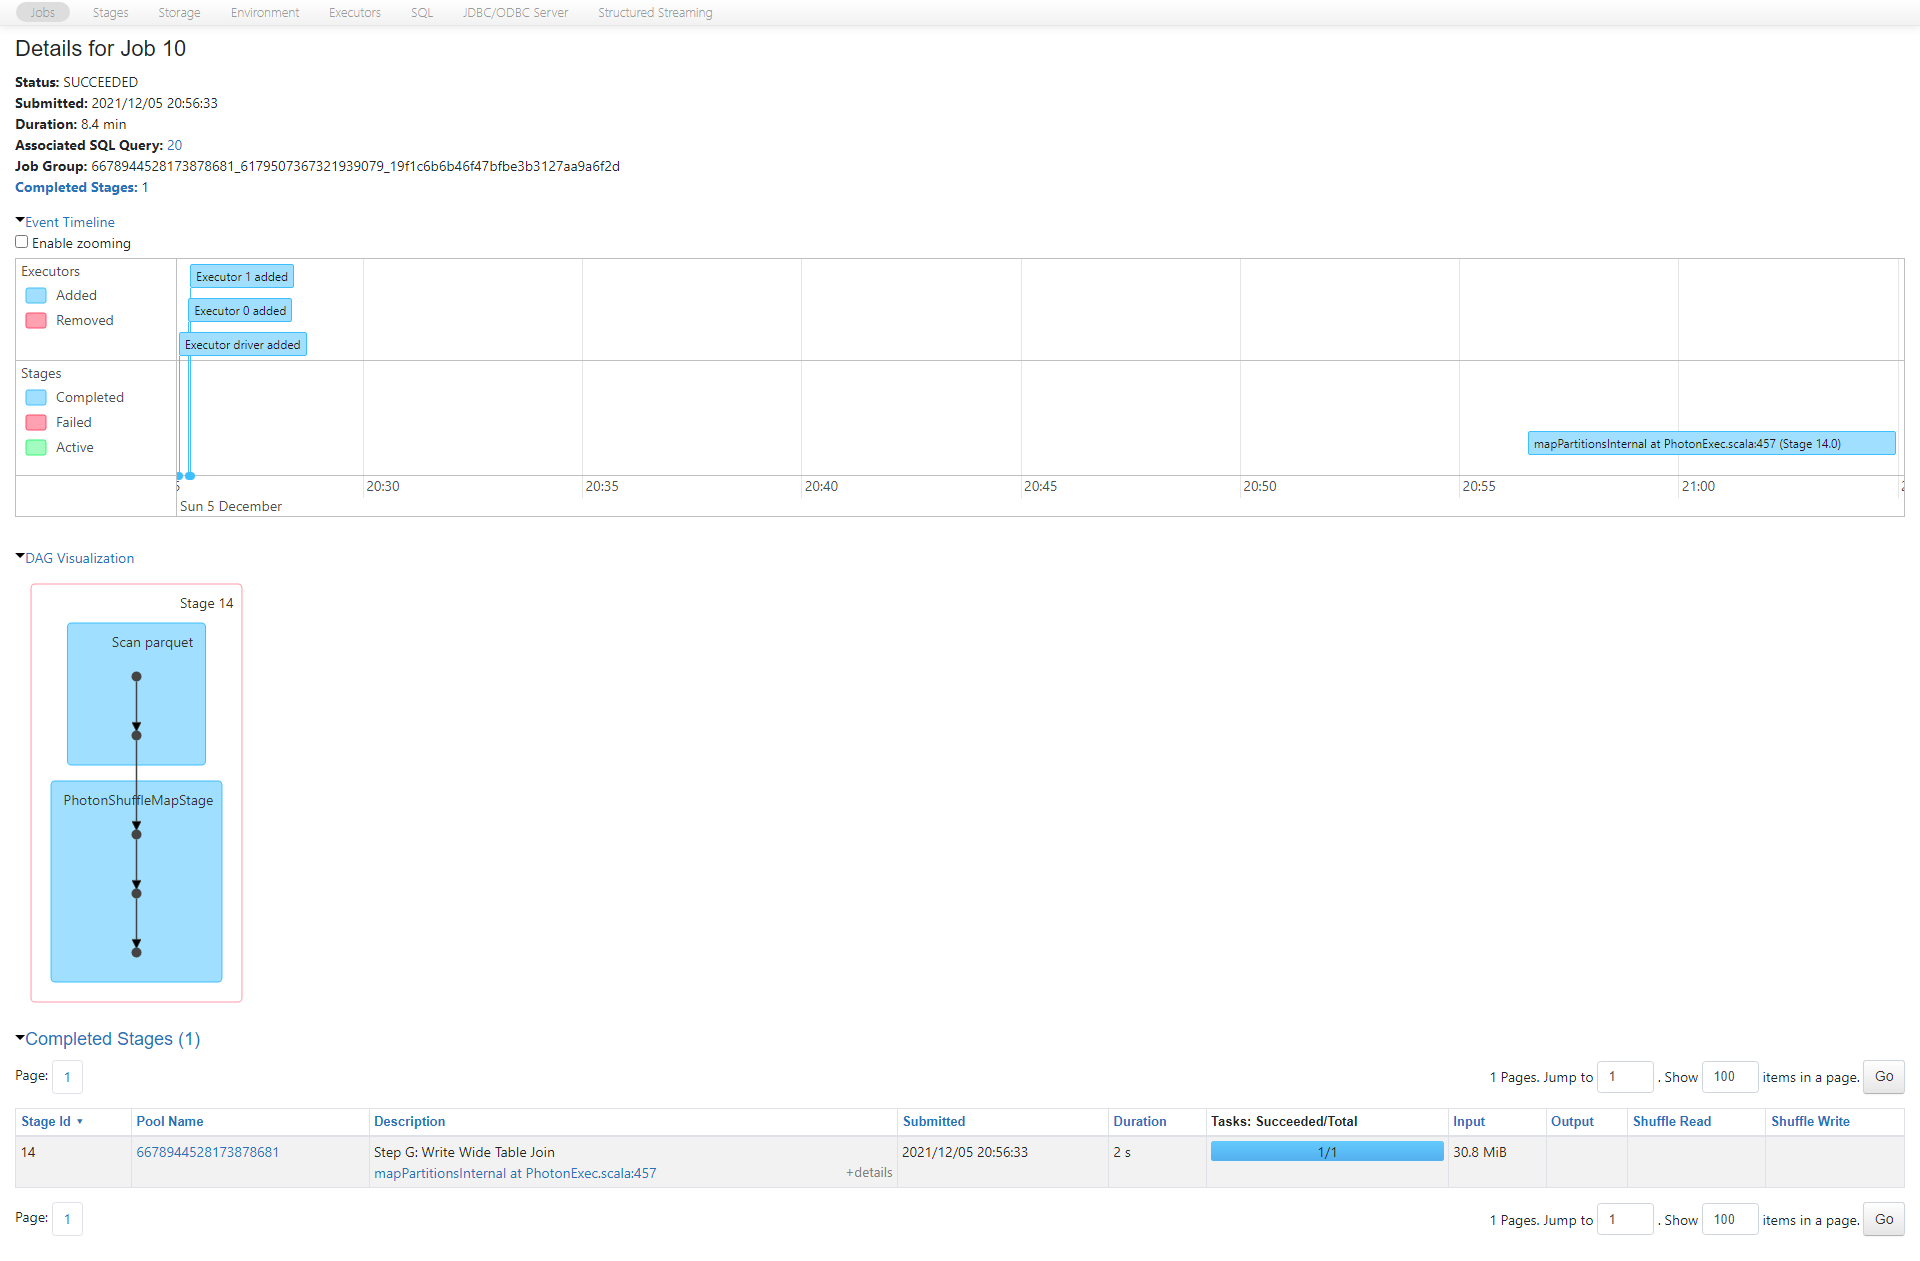 Jobs Stages Storage Environment Executors SQL JDBC/ODBC Server Structured Streaming
Details for Job 10
Status: SUCCEEDED
Submitted: 2021/12/05 20:56:33
Duration: 8.4 min
Associated SQL Query: 20
Job Group: 6678944528173878681_6179507367321939079_19f1c6b6b46f47bfbe3b3127aa9a6f2d
Completed Stages: 1
Event Timeline
Enable zooming
Executors
Added
Removed
Executor 1 added
Executor 0 added
Executor driver added
Stages
Completed
Failed
Active
mapPartitionsInternal at PhotonExec.scala:457 (Stage 14.0)
20:30 20:35 20:40 20:45 20:50 20:55 21:00
Sun 5 December
DAG Visualization
Stage 14
Scan parquet
PhotonShuffleMapStage
Completed Stages (1)
Page: 1 1 Pages. Jump to 1 . Show 100 items in a page. Go
Stage Id ▾ Pool Name Description Submitted Duration Tasks: Succeeded/Total Input Output Shuffle Read Shuffle Write
14 6678944528173878681 Step G: Write Wide Table Join 2021/12/05 20:56:33 2 s 1/1 30.8 MiB
mapPartitionsInternal at PhotonExec.scala:457 +details
Page: 1 1 Pages. Jump to 1 . Show 100 items in a page. Go